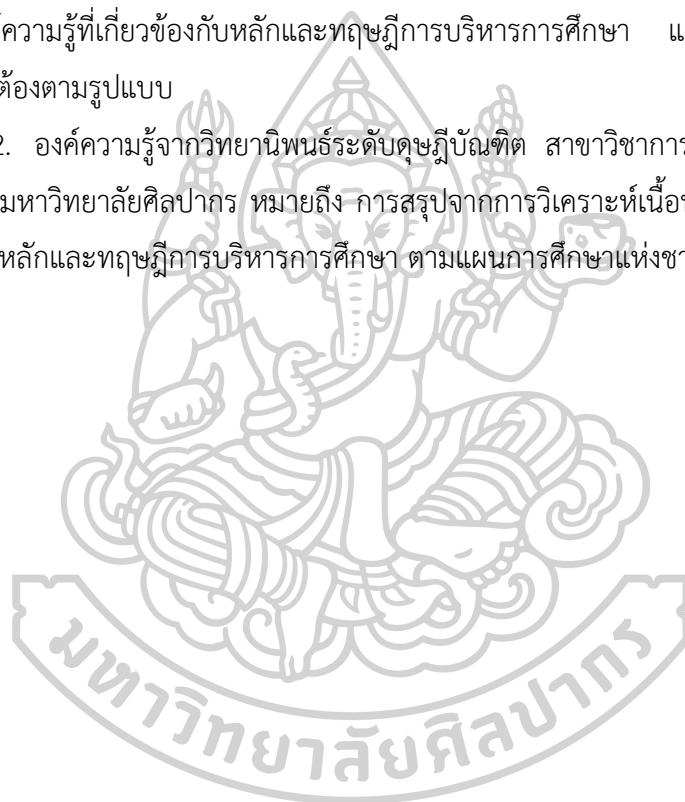 ความรู้ที่เกี่ยวข้องกับหลักและทฤษฎีการบริหารการศึกษา แ
ต้องตามรูปแบบ
2. องค์ความรู้จากวิทยานิพนธ์ระดับดุษฎีบัณฑิต สาขาวิชาการ
มหาวิทยาลัยศิลปากร หมายถึง การสรุปจากการวิเคราะห์เนื้อ
หลักและทฤษฎีการบริหารการศึกษา ตามแผนการศึกษาแห่งชา
มหาวิทยาลัยศิลปากร